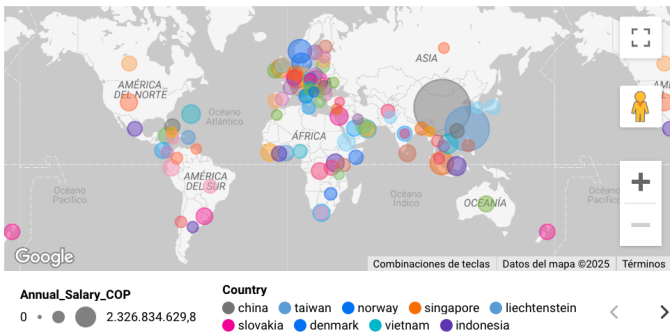 ASIA
AMÉRICA
DEL NORTE
AM
DEL
Océano
Atlántico
ÁFRICA
AMÉRICA
DEL SUR
Océano
Pacífico
Océano
Índico
OCEANÍA
Océano
Pacífico
Google
Combinaciones de teclas
Datos del mapa ©2025
Términos
Annual_Salary_COP
0
2.326.834.629,8
Country
china
taiwan
norway
singapore
liechtenstein
slovakia
denmark
vietnam
indonesia